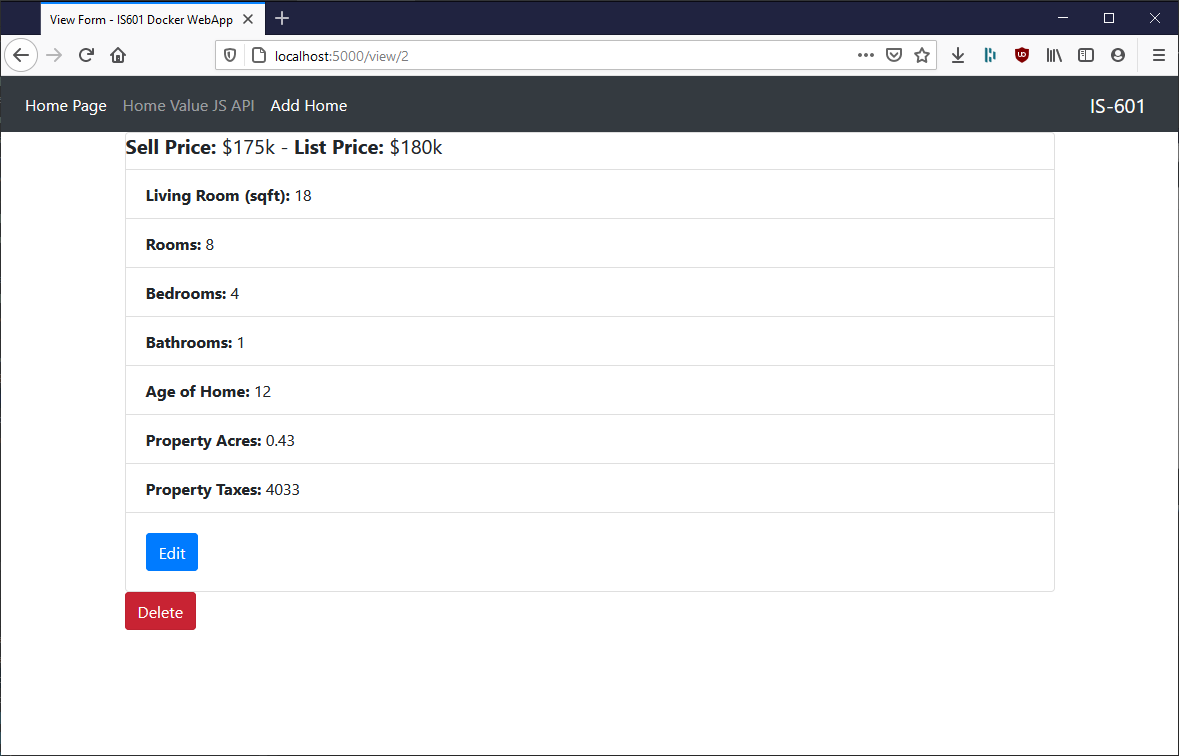 View Form - IS601 Docker WebApp
localhost:5000/view/2
Home Page Home Value JS API Add Home IS-601
Sell Price: $175k - List Price: $180k
Living Room (sqft): 18
Rooms: 8
Bedrooms: 4
Bathrooms: 1
Age of Home: 12
Property Acres: 0.43
Property Taxes: 4033
Edit
Delete